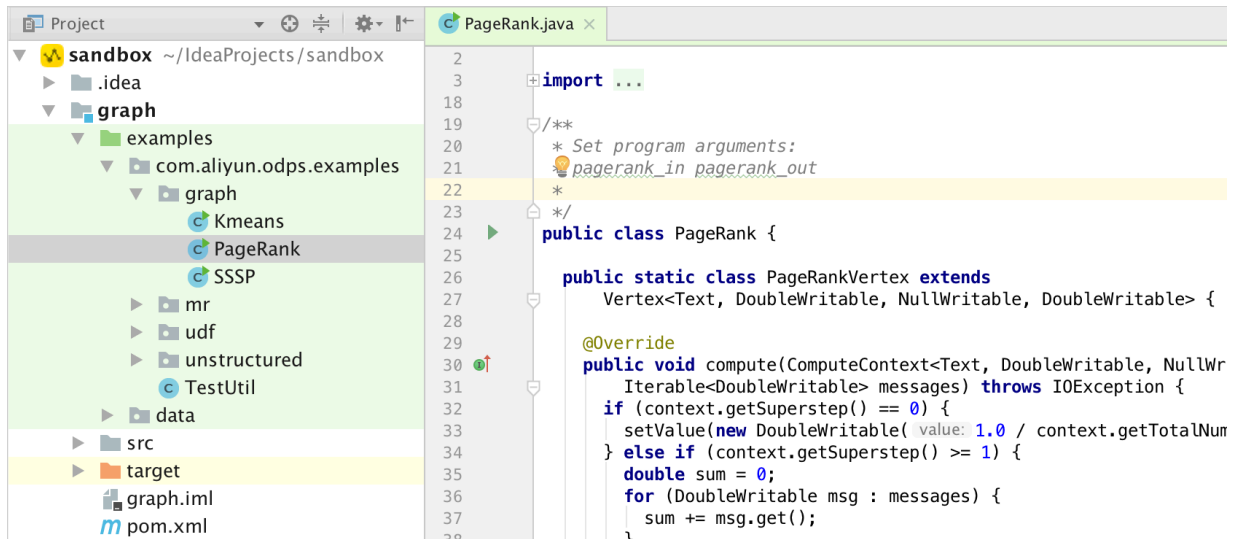 Project
sandbox ~/IdeaProjects/sandbox
.idea
graph
examples
com.aliyun.odps.examples
graph
Kmeans
PageRank
SSSP
mr
udf
unstructured
TestUtil
data
src
target
graph.iml
pom.xml
PageRank.java
2
3 import ...
18
19 /**
20 * Set program arguments:
21 * pagerank_in pagerank_out
22 *
23 */
24 public class PageRank {
25
26 public static class PageRankVertex extends
27 Vertex<Text, DoubleWritable, NullWritable, DoubleWritable> {
28
29 @Override
30 public void compute(ComputeContext<Text, DoubleWritable, NullWr
31 Iterable<DoubleWritable> messages) throws IOException {
32 if (context.getSuperstep() == 0) {
33 setValue(new DoubleWritable( value: 1.0 / context.getTotalNum
34 } else if (context.getSuperstep() >= 1) {
35 double sum = 0;
36 for (DoubleWritable msg : messages) {
37 sum += msg.get();
38 }